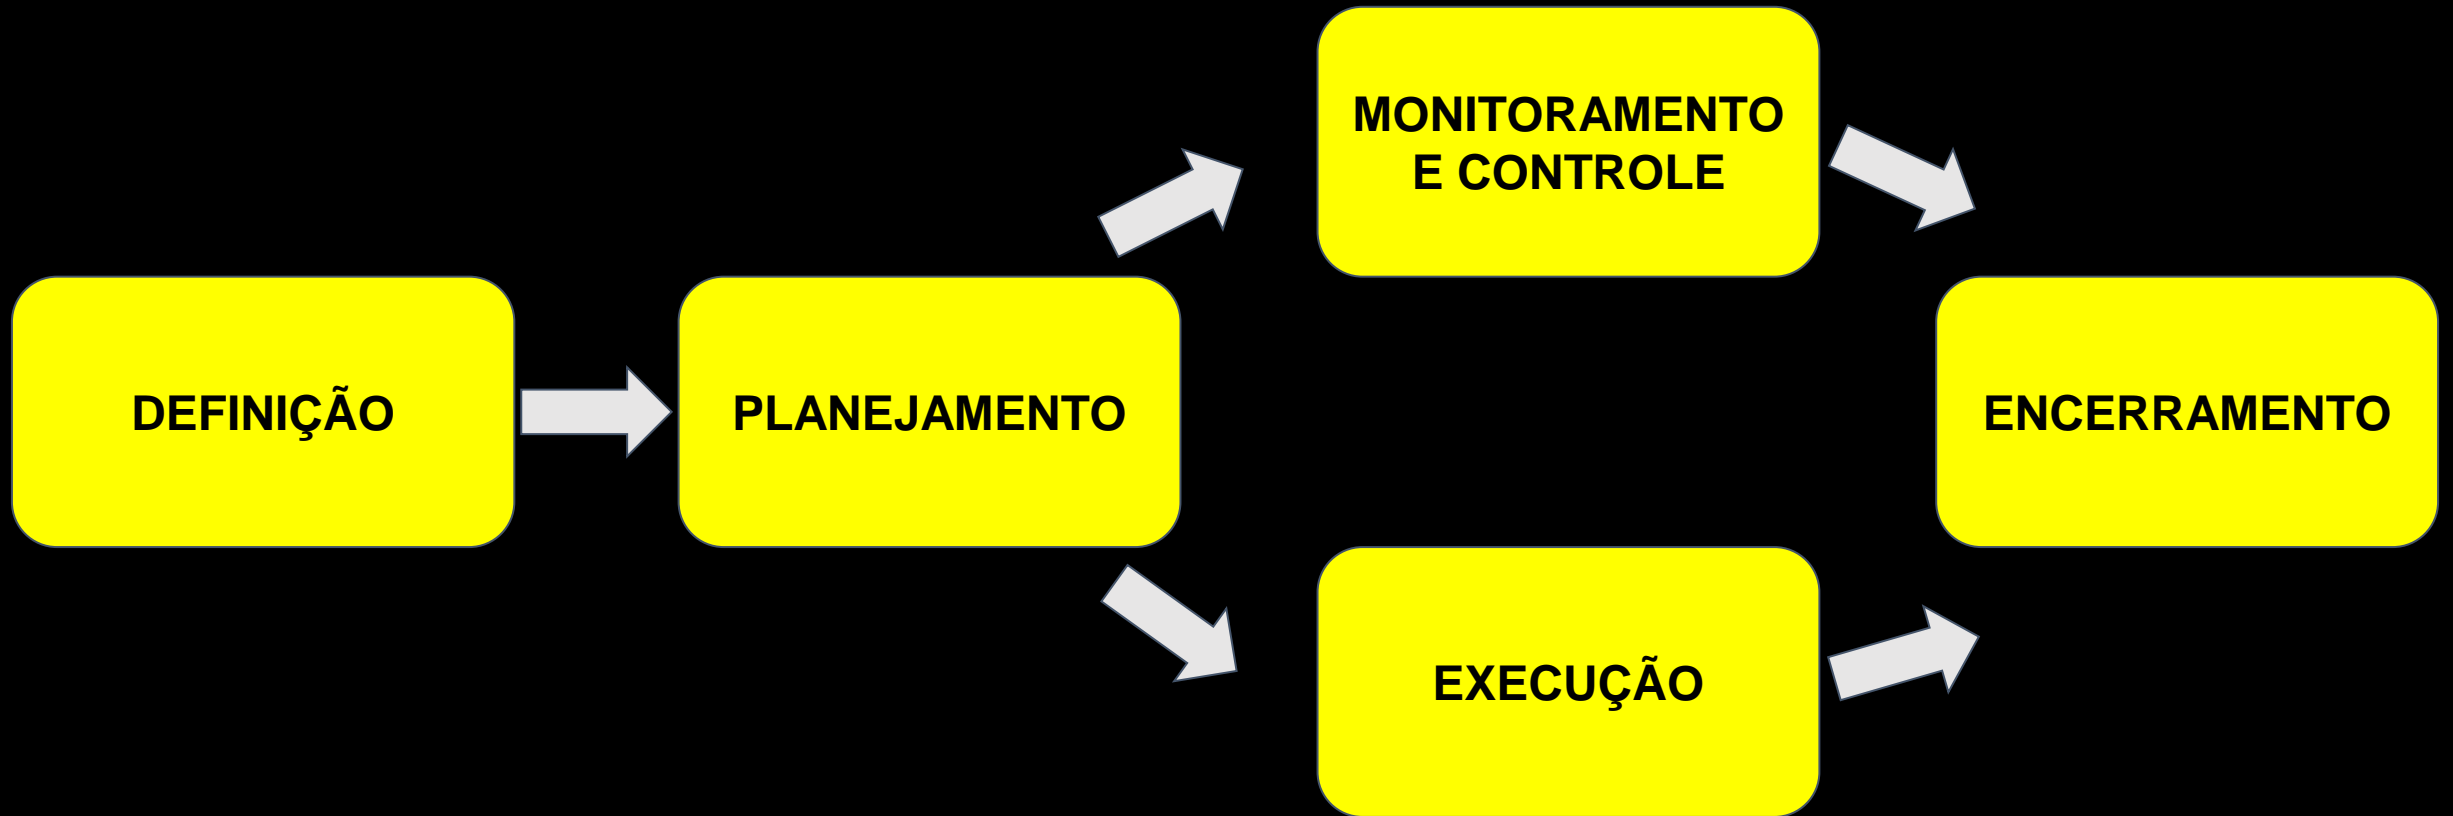 DEFINIÇÃO
PLANEJAMENTO
MONITORAMENTO
E CONTROLE
EXECUÇÃO
ENCERRAMENTO